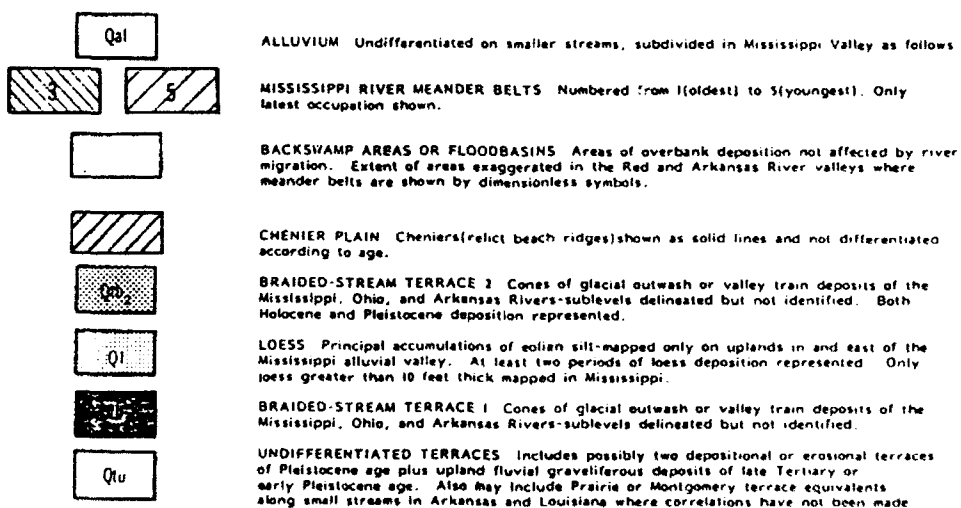 Qal
ALLUVIUM Undifferentiated on smaller streams, subdivided in Mississippi Valley as follows
3 5
MISSISSIPPI RIVER MEANDER BELTS Numbered from 1(oldest) to 5(youngest). Only
latest occupation shown.
BACKSWAMP AREAS OR FLOODBASINS Areas of overbank deposition not affected by river
migration. Extent of areas exaggerated in the Red and Arkansas River valleys where
meander belts are shown by dimensionless symbols.
CHENIER PLAIN Cheniers(relict beach ridges)shown as solid lines and not differentiated
according to age.
BRAIDED-STREAM TERRACE 2 Cones of glacial outwash or valley train deposits of the
Mississippi, Ohio, and Arkansas Rivers-sublevels delineated but not identified. Both
Holocene and Pleistocene deposition represented.
Ql
LOESS Principal accumulations of eolian silt-mapped only on uplands in and east of the
Mississippi alluvial valley. At least two periods of loess deposition represented Only
loess greater than 10 feet thick mapped in Mississippi.
BRAIDED-STREAM TERRACE 1 Cones of glacial outwash or valley train deposits of the
Mississippi, Ohio, and Arkansas Rivers-sublevels delineated but not identified.
Qtu
UNDIFFERENTIATED TERRACES Includes possibly two depositional or erosional terraces
of Pleistocene age plus upland fluvial graveliferous deposits of late Tertiary or
early Pleistocene age. Also may include Prairie or Montgomery terrace equivalents
along small streams in Arkansas and Louisiana where correlations have not been made